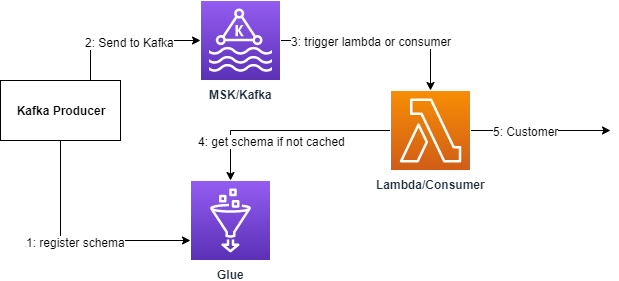 2: Send to Kafka
K
3: trigger lambda or consumer
MSK/Kafka
Kafka Producer
4: get schema if not cached
5: Customer
Lambda/Consumer
1: register schema
Glue